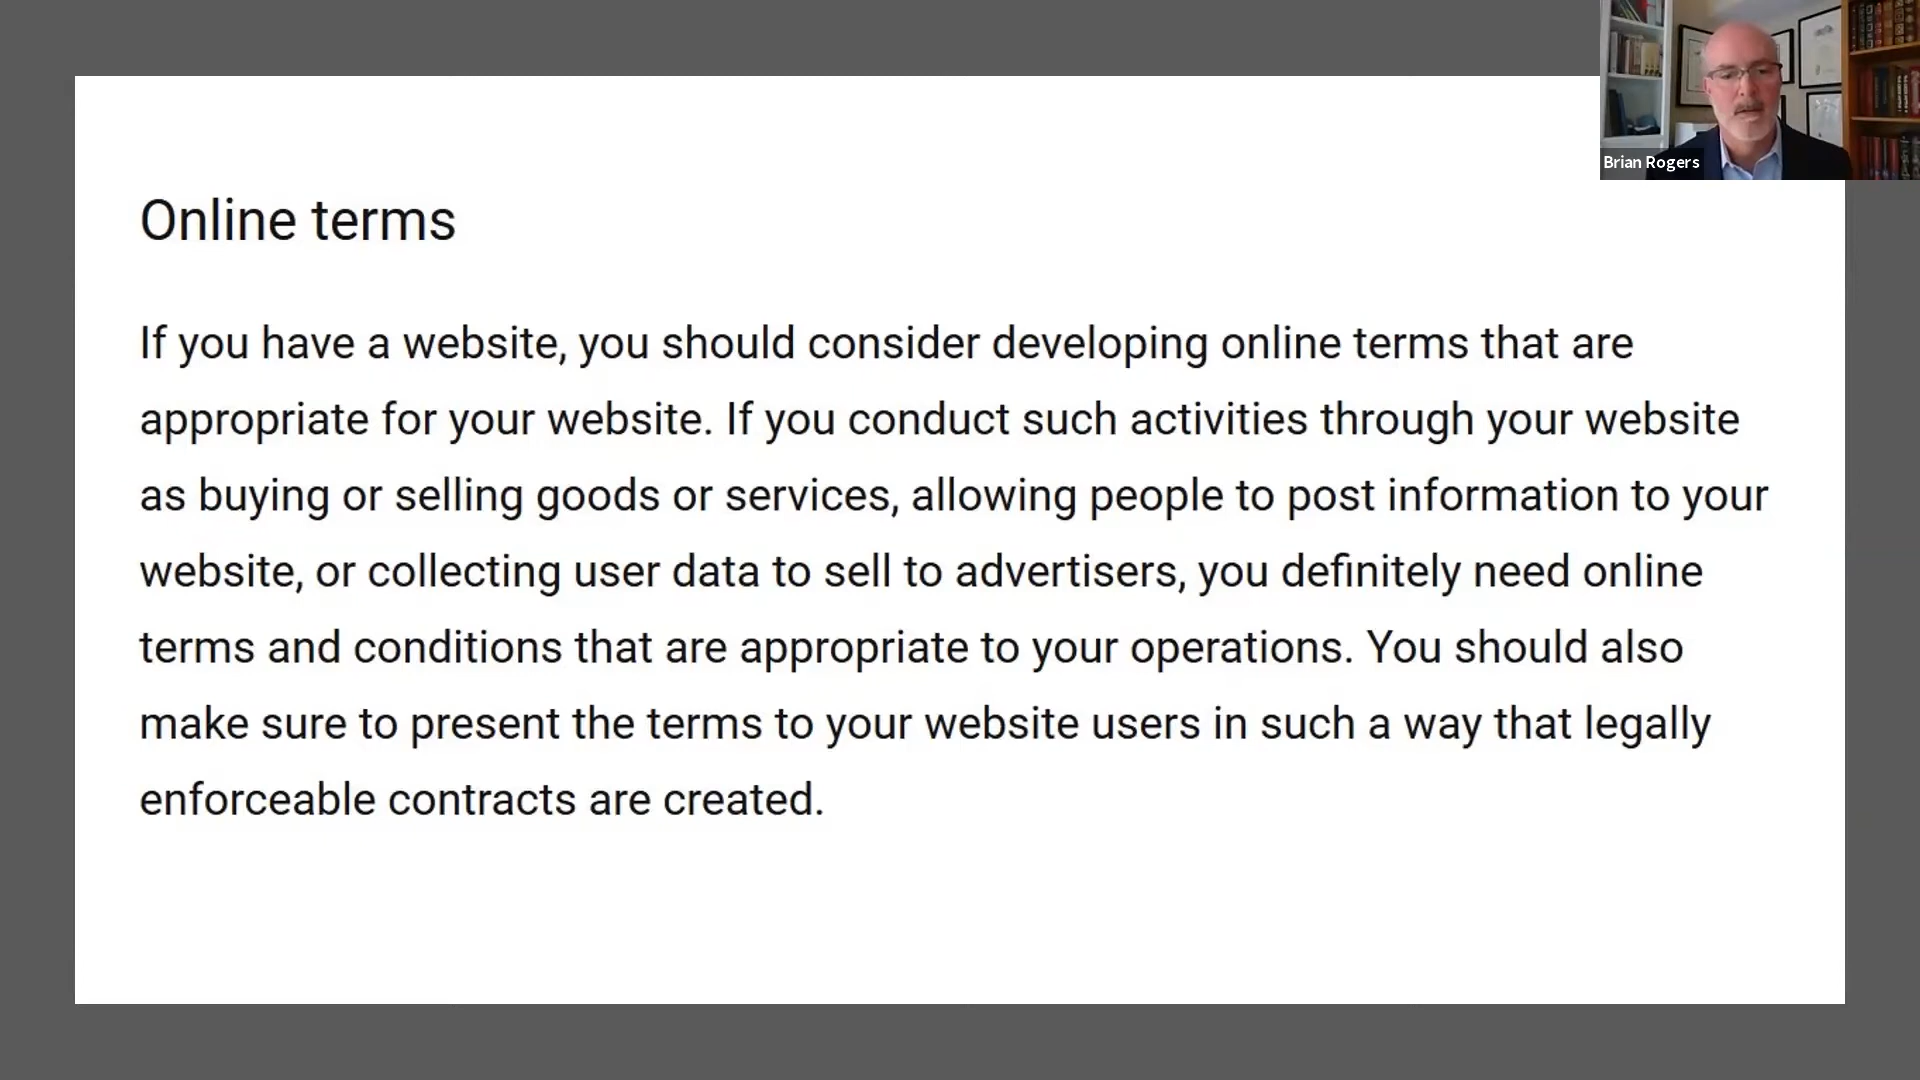 Brian Rogers
Online terms
If you have a website, you should consider developing online terms that are
appropriate for your website. If you conduct such activities through your website
as buying or selling goods or services, allowing people to post information to your
website, or collecting user data to sell to advertisers, you definitely need online
terms and conditions that are appropriate to your operations. You should also
make sure to present the terms to your website users in such a way that legally
enforceable contracts are created.